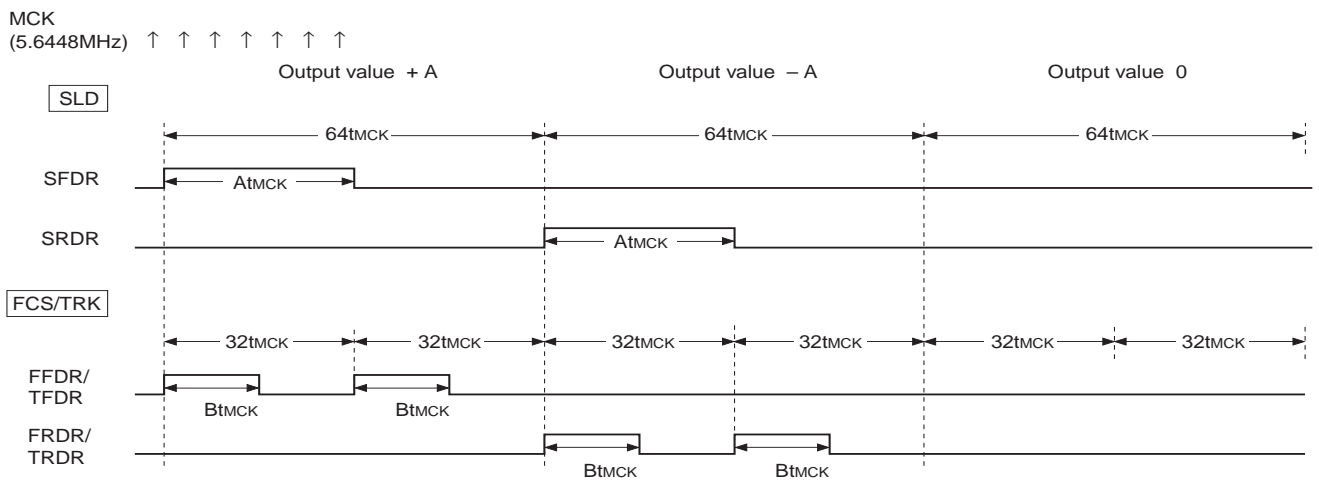 MCK
(5.6448MHz) ↑ ↑ ↑ ↑ ↑ ↑ ↑
Output value + A Output value – A Output value 0
SLD
64tMCK 64tMCK 64tMCK
SFDR AtMCK
SRDR AtMCK
FCS/TRK
32tMCK 32tMCK 32tMCK 32tMCK 32tMCK 32tMCK
FFDR/
TFDR
BtMCK BtMCK
FRDR/
TRDR
BtMCK BtMCK